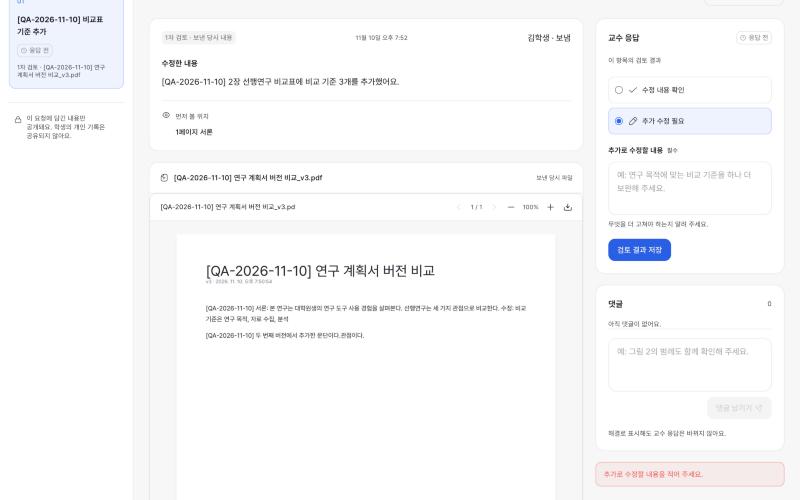 01
[QA-2026-11-10] 비교표
기준 추가
응답 전
1차 검토 · [QA-2026-11-10] 연구
계획서 버전 비교_v3.pdf
이 요청에 담긴 내용만
공개돼요. 학생의 개인 기록은
공유되지 않아요.
1차 검토 · 보낸 당시 내용
11월 10일 오후 7:52
김학생 · 보냄
수정한 내용
[QA-2026-11-10] 2장 선행연구 비교표에 비교 기준 3개를 추가했어요.
먼저 볼 위치
1페이지 서론
[QA-2026-11-10] 연구 계획서 버전 비교_v3.pdf
보낸 당시 파일
[QA-2026-11-10] 연구 계획서 버전 비교_v3.pd
1 / 1
100%
[QA-2026-11-10] 연구 계획서 버전 비교
v3 · 2026. 11. 10. 오후 7:50:54
[QA-2026-11-10] 서론: 본 연구는 대학원생의 연구 도구 사용 경험을 살펴본다. 선행연구는 세 가지 관점으로 비교한다. 수정: 비교
기준은 연구 목적, 자료 수집, 분석
[QA-2026-11-10] 두 번째 버전에서 추가한 문단이다.관점이다.
교수 응답
응답 전
이 항목의 검토 결과
수정 내용 확인
추가 수정 필요
추가로 수정할 내용 필수
예: 연구 목적에 맞는 비교 기준을 하나 더
보완해 주세요.
무엇을 더 고쳐야 하는지 알려 주세요.
검토 결과 저장
댓글
0
아직 댓글이 없어요.
예: 그림 2의 범례도 함께 확인해 주세요.
댓글 남기기
해결로 표시해도 교수 응답은 바뀌지 않아요.
추가로 수정할 내용을 적어 주세요.